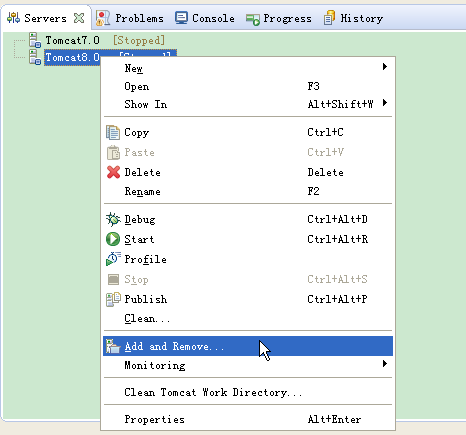 Servers Problems Console Progress History
Tomcat7.0 [Stopped]
Tomcat8.0
New
Open F3
Show In Alt+Shift+W
Copy Ctrl+C
Paste Ctrl+V
Delete Delete
Rename F2
Debug Ctrl+Alt+D
Start Ctrl+Alt+R
Profile
Stop Ctrl+Alt+S
Publish Ctrl+Alt+P
Clean...
Add and Remove...
Monitoring
Clean Tomcat Work Directory...
Properties Alt+Enter